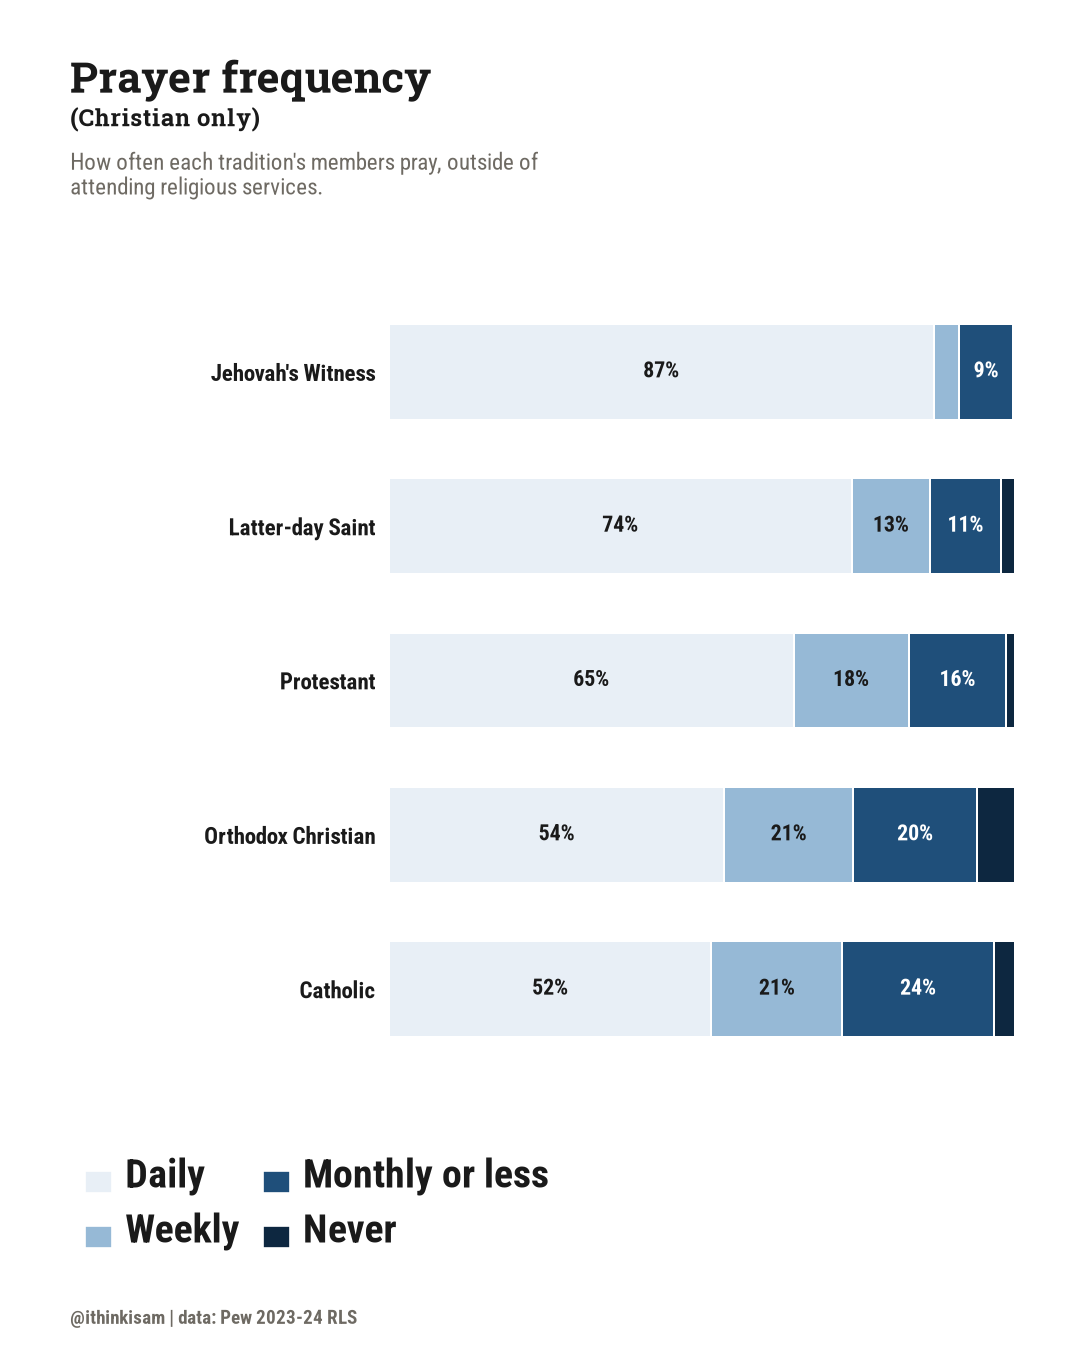 Prayer frequency
(Christian only)
How often each tradition's members pray, outside of
attending religious services.
Jehovah's Witness 87% 9%
Latter-day Saint 74% 13% 11%
Protestant 65% 18% 16%
Orthodox Christian 54% 21% 20%
Catholic 52% 21% 24%
Daily Monthly or less
Weekly Never
@ithinkisam | data: Pew 2023-24 RLS